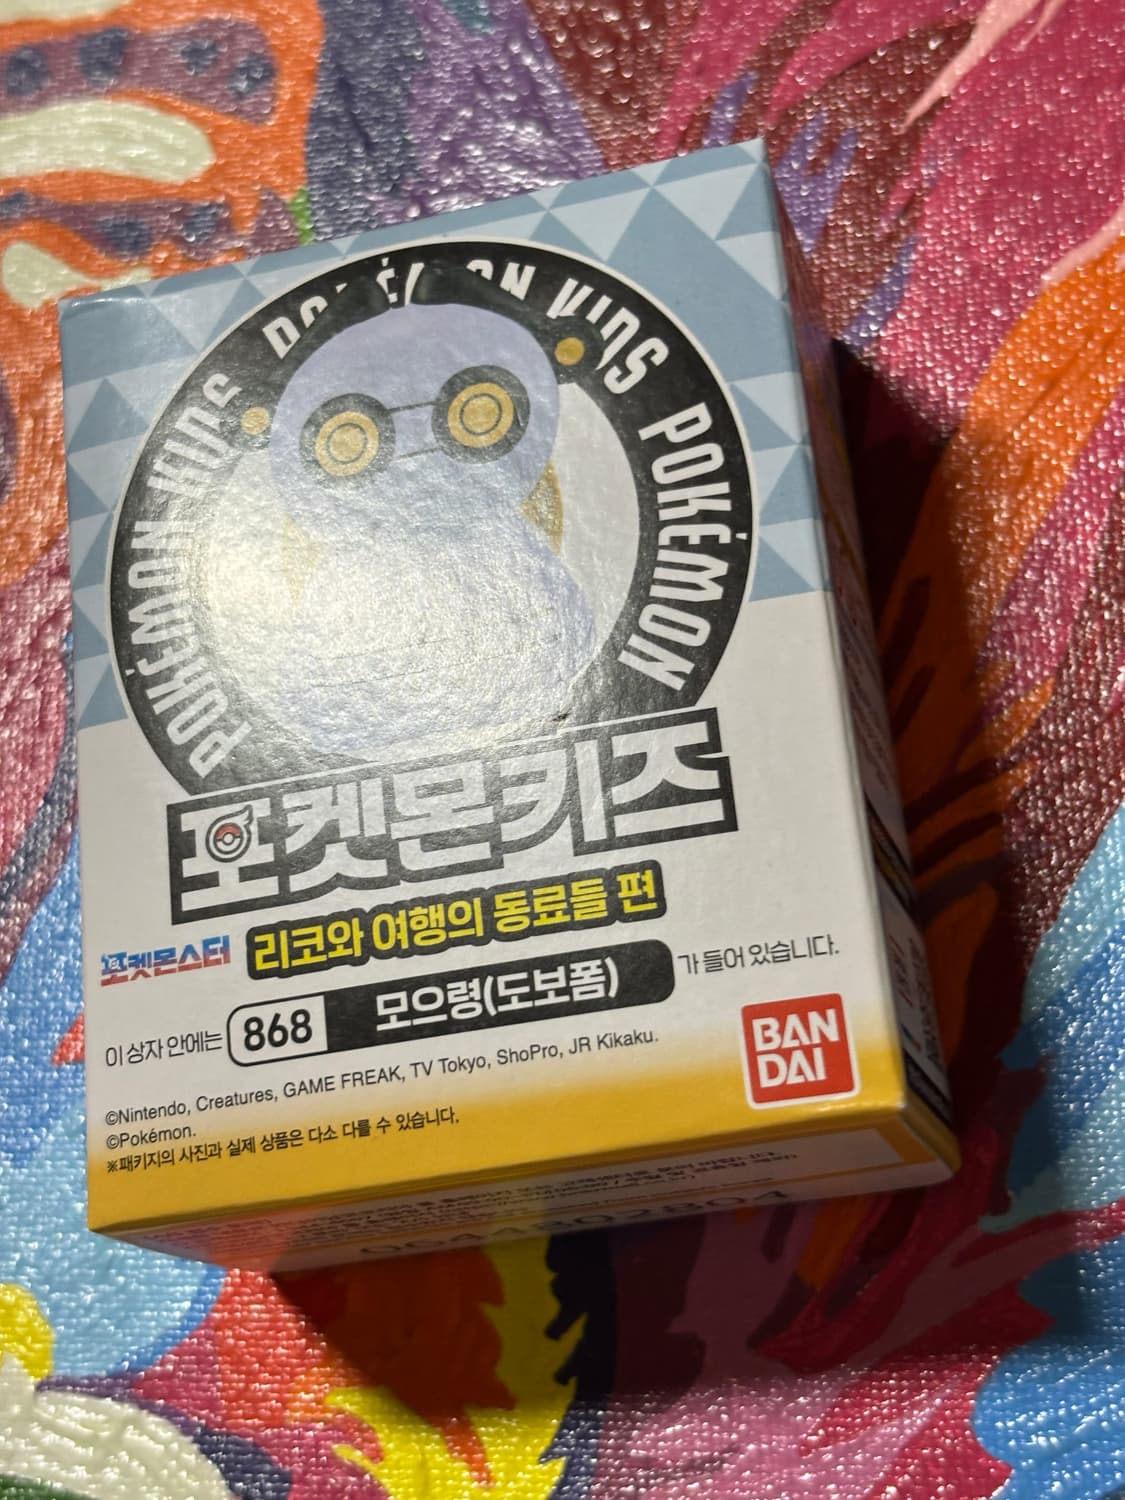 POKÉMON KIDS
POKÉMON KIDS
POKÉMON
포켓몬키즈
포켓몬스터
리코와 여행의 동료들 편
이 상자 안에는 868 모으령(도보폼) 가 들어 있습니다.
©Nintendo, Creatures, GAME FREAK, TV Tokyo, ShoPro, JR Kikaku.
©Pokémon.
※패키지의 사진과 실제 상품은 다소 다를 수 있습니다.
BAN
DAI